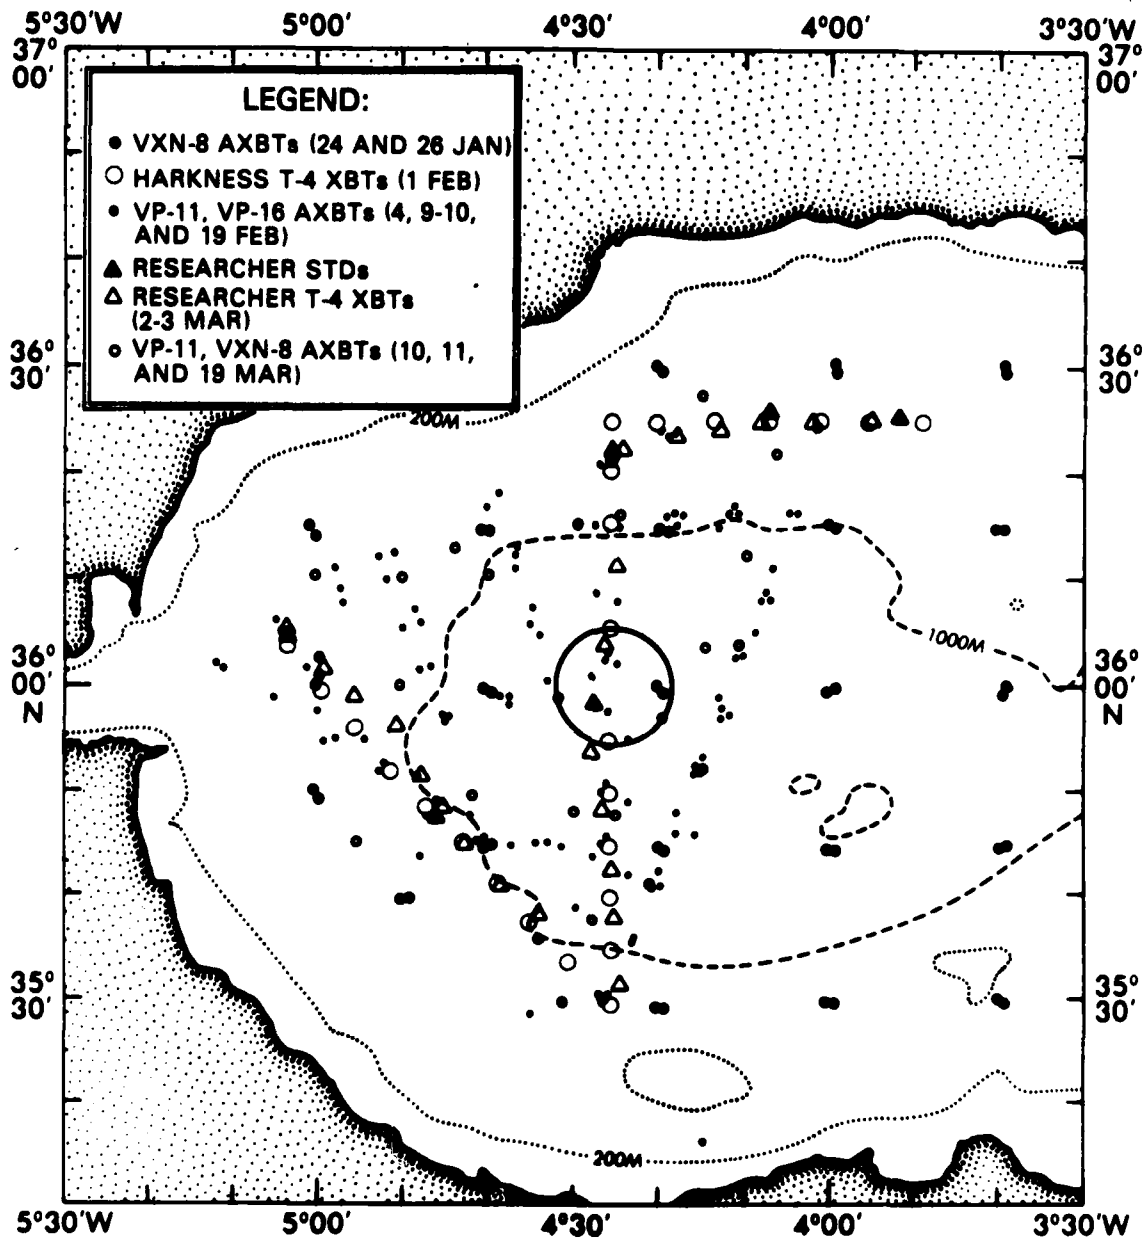 5°30'W 5°00' 4°30' 4°00' 3°30'W
37°
00'
37°
00'
LEGEND:
VXN-8 AXBTs (24 AND 26 JAN)
HARKNESS T-4 XBTs (1 FEB)
VP-11, VP-16 AXBTs (4, 9-10,
AND 19 FEB)
RESEARCHER STDs
RESEARCHER T-4 XBTs
(2-3 MAR)
VP-11, VXN-8 AXBTs (10, 11,
AND 19 MAR)
36°
30'
36°
30'
200M
1000M
36°
00'
N
36°
00'
N
35°
30'
35°
30'
200M
5°30'W 5°00' 4°30' 4°00' 3°30'W